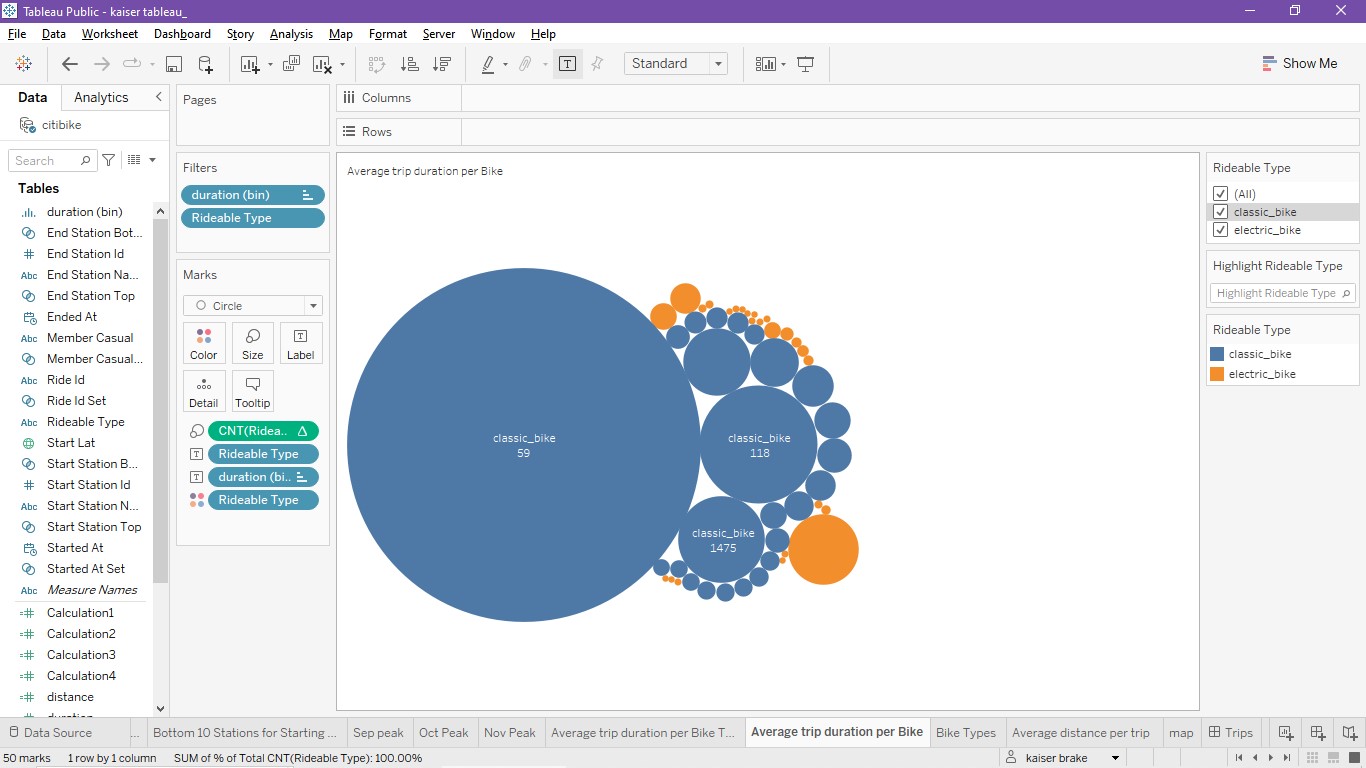 Tableau Public - kaiser tableau_
File Data Worksheet Dashboard Story Analysis Map Format Server Window Help
Standard
Show Me
Data Analytics
citibike
Search
Tables
duration (bin)
End Station Bot...
End Station Id
End Station Na...
End Station Top
Ended At
Member Casual
Member Casual...
Ride Id
Ride Id Set
Rideable Type
Start Lat
Start Station B...
Start Station Id
Start Station N...
Start Station Top
Started At
Started At Set
Measure Names
Calculation1
Calculation2
Calculation3
Calculation4
distance
Pages
Filters
duration (bin)
Rideable Type
Marks
Circle
Color Size Label
Detail Tooltip
CNT(Ridea..
Rideable Type
duration (bi..
Rideable Type
Columns
Rows
Average trip duration per Bike
classic_bike
59
classic_bike
118
classic_bike
1475
Rideable Type
(All)
classic_bike
electric_bike
Highlight Rideable Type
Highlight Rideable Type
Rideable Type
classic_bike
electric_bike
Data Source ... Bottom 10 Stations for Starting ... Sep peak Oct Peak Nov Peak Average trip duration per Bike T... Average trip duration per Bike Bike Types Average distance per trip map Trips
50 marks 1 row by 1 column SUM of % of Total CNT(Rideable Type): 100.00% kaiser brake